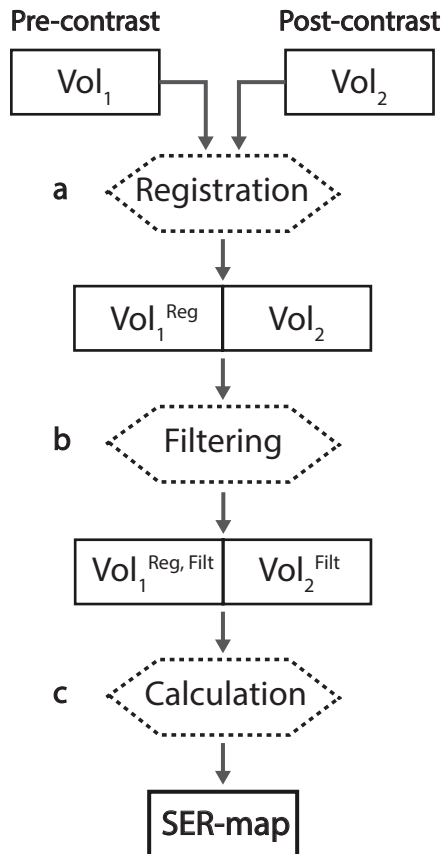 Pre-contrast Post-contrast
Vol1 Vol2
a Registration
Vol1Reg Vol2
b Filtering
Vol1Reg, Filt Vol2Filt
c Calculation
SER-map